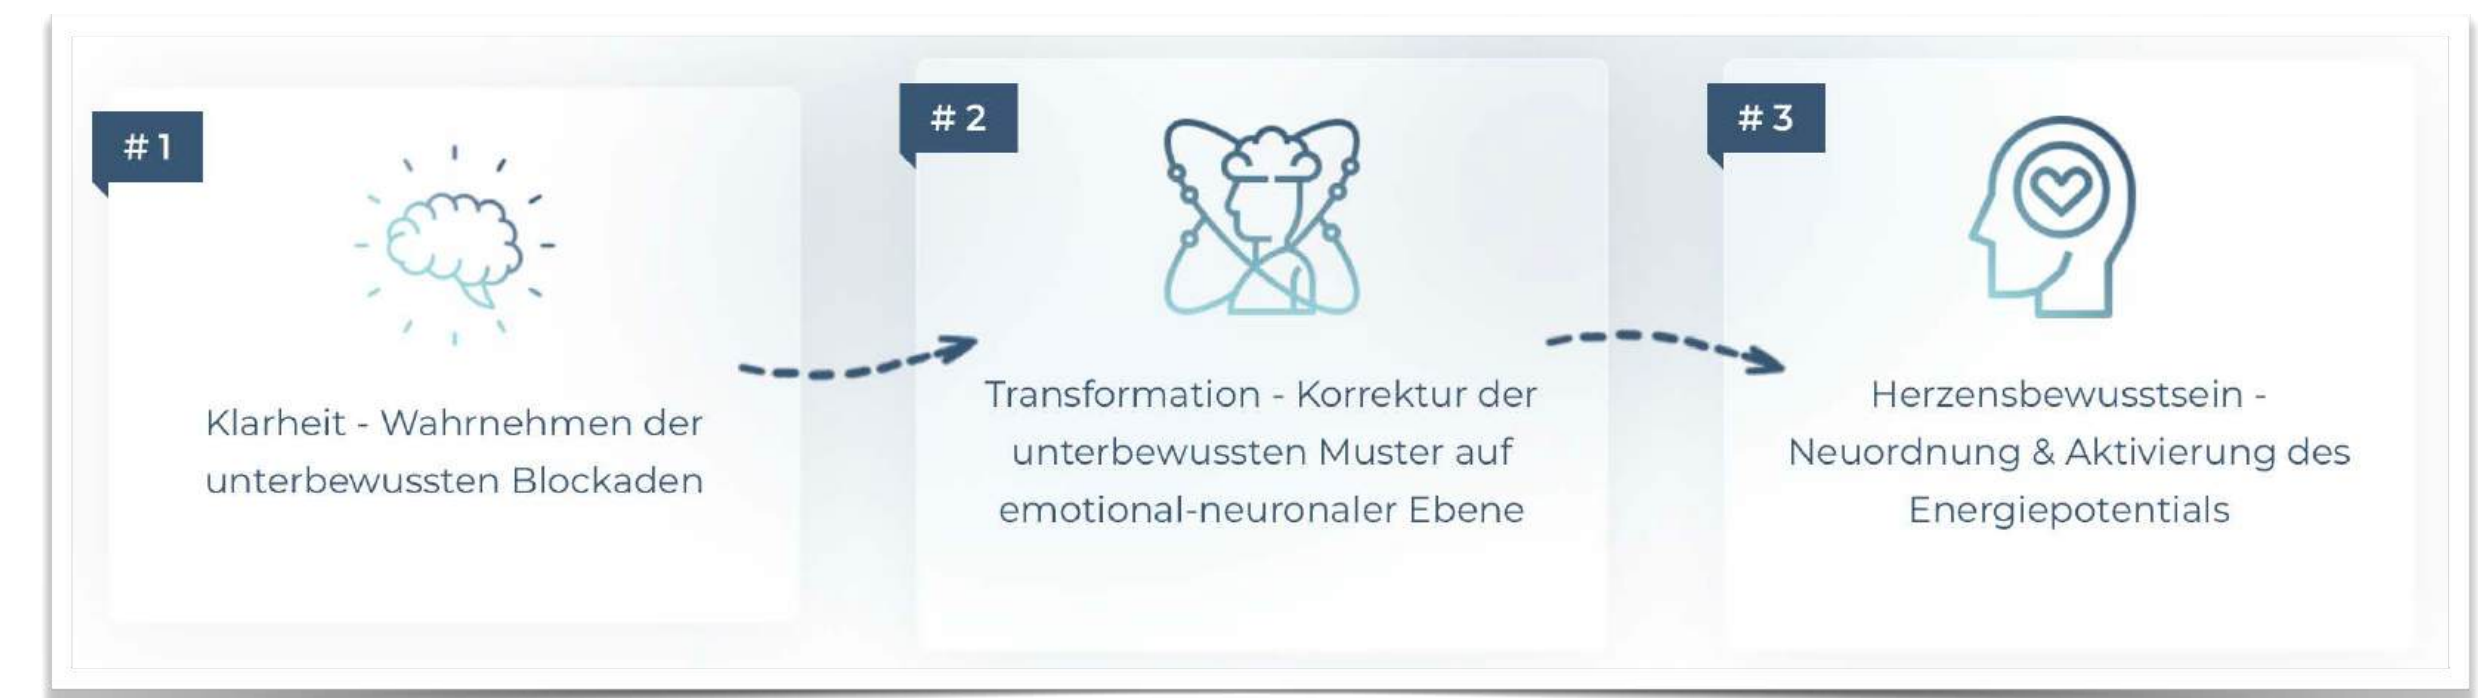 # 1
Klarheit - Wahrnehmen der
unterbewussten Blockaden
# 2
Transformation - Korrektur der
unterbewussten Muster auf
emotional-neuronaler Ebene
# 3
Herzensbewusstsein -
Neuordnung & Aktivierung des
Energiepotentials